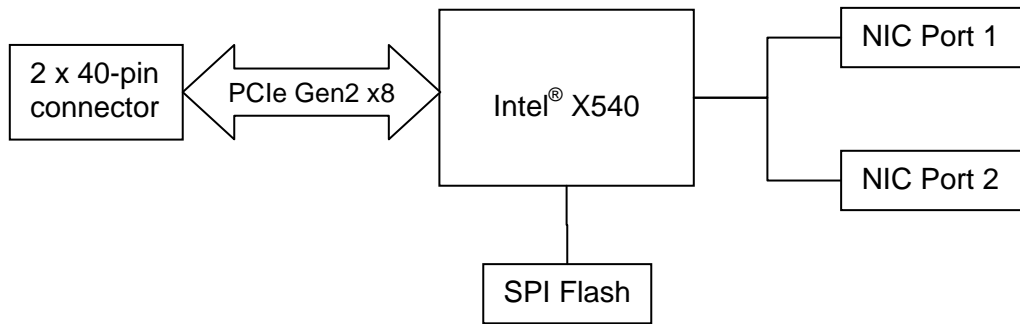 2 x 40-pin
connector
PCIe Gen2 x8
Intel® X540
NIC Port 1
NIC Port 2
SPI Flash